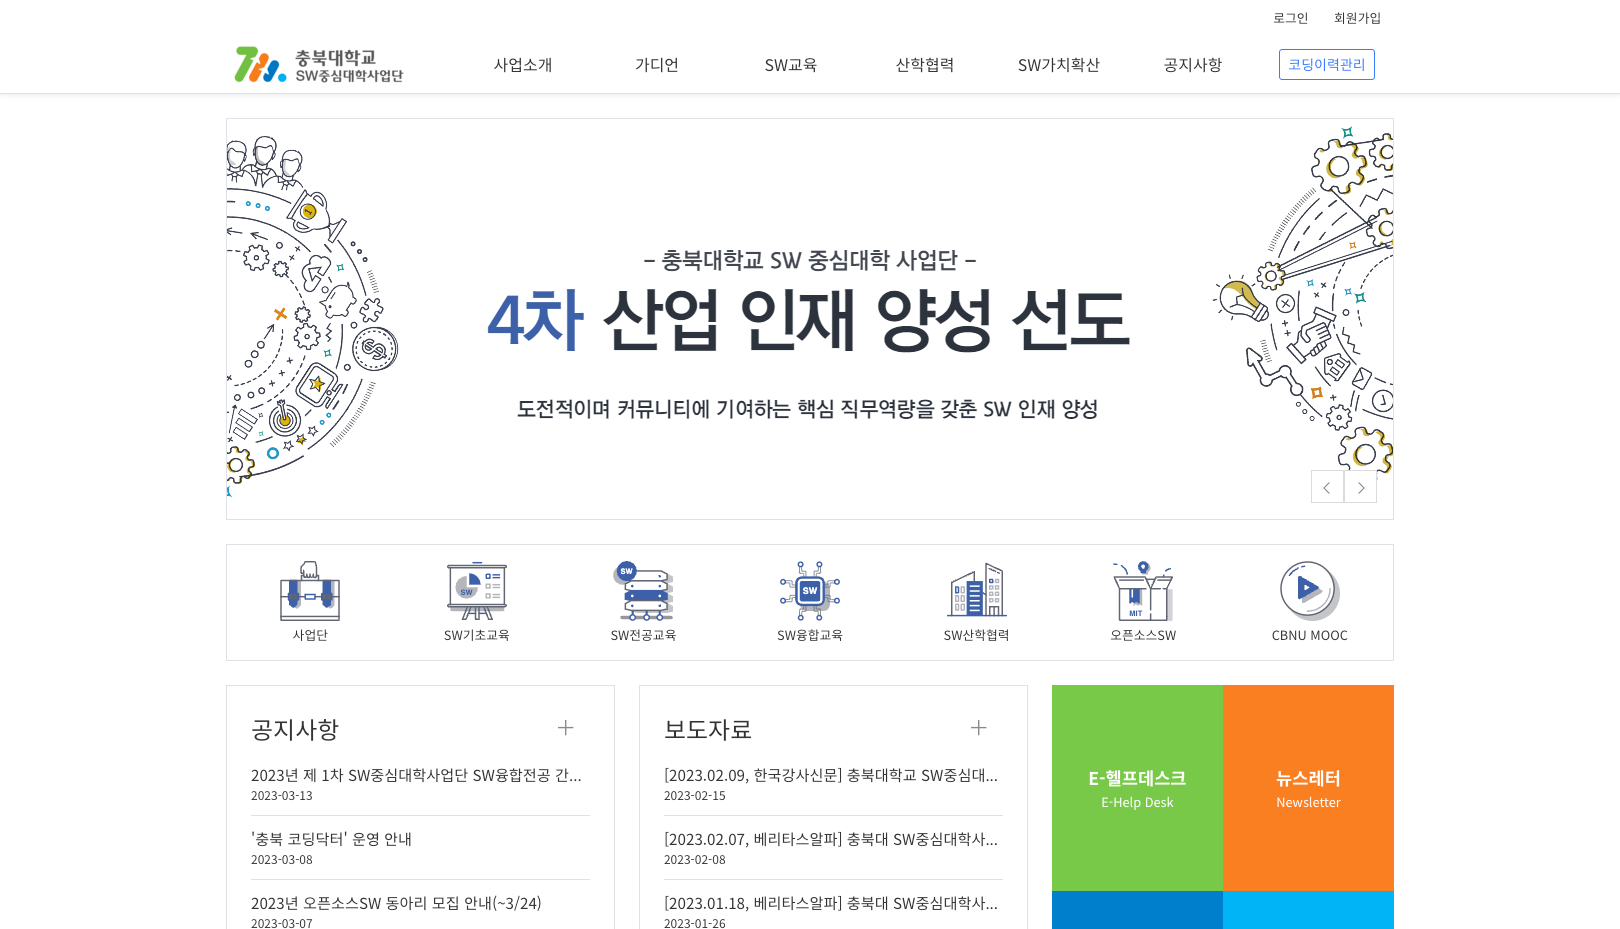 로그인 회원가입
충북대학교
SW중심대학사업단
사업소개 가디언 SW교육 산학협력 SW가치확산 공지사항 코딩이력관리
- 충북대학교 SW 중심대학 사업단 -
4차 산업 인재 양성 선도
도전적이며 커뮤니티에 기여하는 핵심 직무역량을 갖춘 SW 인재 양성
SW
SW
SW
MIT
사업단 SW기초교육 SW전공교육 SW융합교육 SW산학협력 오픈소스SW CBNU MOOC
공지사항
2023년 제 1차 SW중심대학사업단 SW융합전공 간...
2023-03-13
'충북 코딩닥터' 운영 안내
2023-03-08
2023년 오픈소스SW 동아리 모집 안내(~3/24)
2023-03-07
보도자료
[2023.02.09, 한국강사신문] 충북대학교 SW중심대...
2023-02-15
[2023.02.07, 베리타스알파] 충북대 SW중심대학사...
2023-02-08
[2023.01.18, 베리타스알파] 충북대 SW중심대학사...
2023-01-26
E-헬프데스크
E-Help Desk
뉴스레터
Newsletter